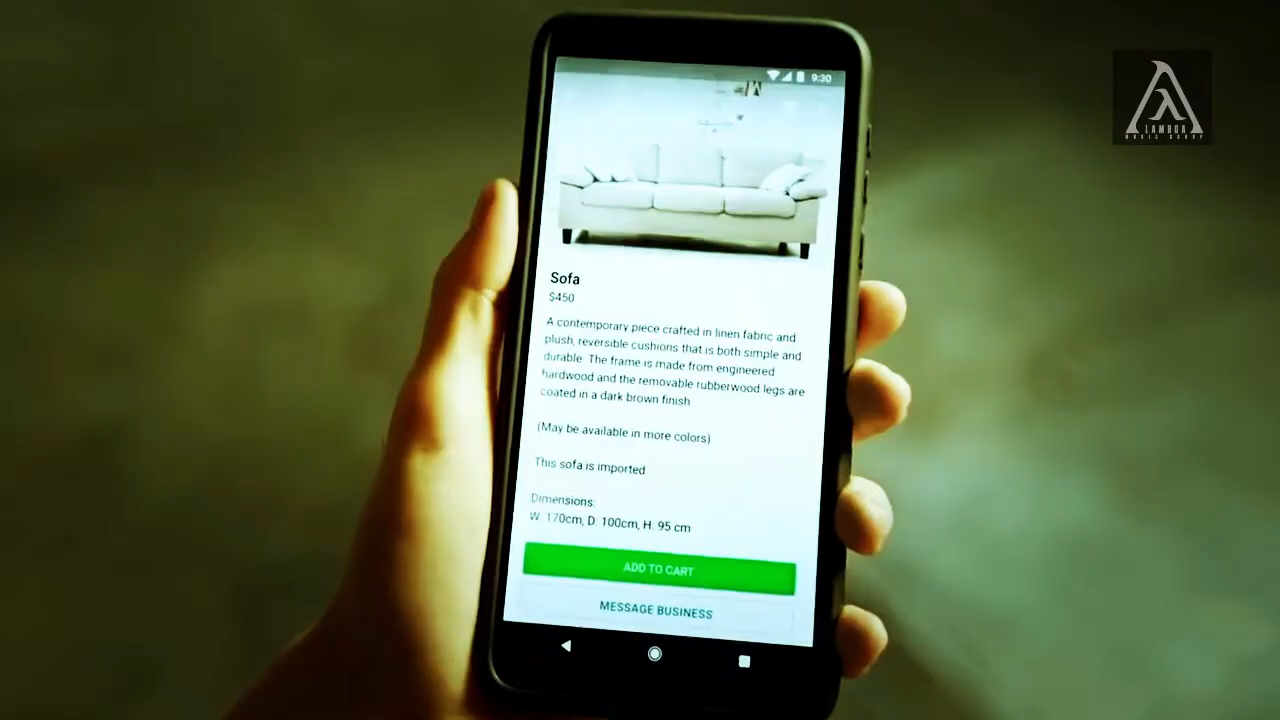 9:30
LAMBDA
MUSIC GROUP
Sofa
$450
A contemporary piece crafted in linen fabric and
plush, reversible cushions that is both simple and
durable. The frame is made from engineered
hardwood and the removable rubberwood legs are
coated in a dark brown finish
(May be available in more colors)
This sofa is imported
Dimensions:
W: 170cm, D: 100cm, H: 95 cm
ADD TO CART
MESSAGE BUSINESS